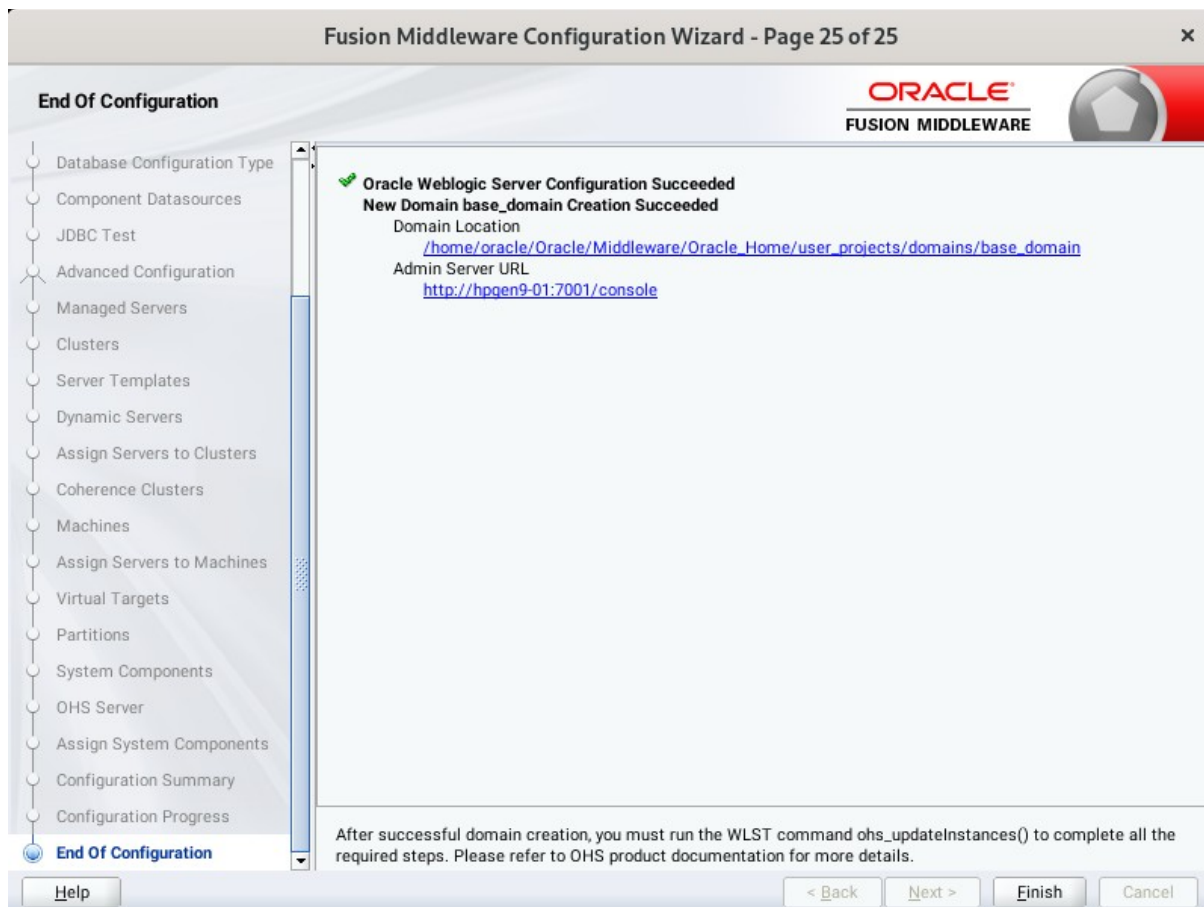 Fusion Middleware Configuration Wizard - Page 25 of 25
End Of Configuration
ORACLE
FUSION MIDDLEWARE
Database Configuration Type
Component Datasources
JDBC Test
Advanced Configuration
Managed Servers
Clusters
Server Templates
Dynamic Servers
Assign Servers to Clusters
Coherence Clusters
Machines
Assign Servers to Machines
Virtual Targets
Partitions
System Components
OHS Server
Assign System Components
Configuration Summary
Configuration Progress
End Of Configuration
Oracle Weblogic Server Configuration Succeeded
New Domain base_domain Creation Succeeded
Domain Location
/home/oracle/Oracle/Middleware/Oracle_Home/user_projects/domains/base_domain
Admin Server URL
http://hpgen9-01:7001/console
After successful domain creation, you must run the WLST command ohs_updateInstances() to complete all the
required steps. Please refer to OHS product documentation for more details.
Help
< Back
Next >
Finish
Cancel